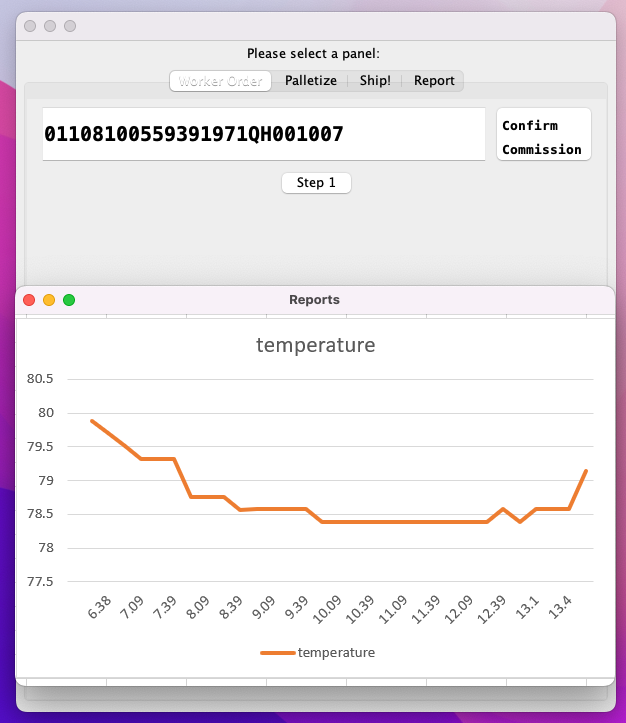 Please select a panel:
Worker Order Palletize Ship! Report
01108100559391971QH001007
Confirm
Commission
Step 1
Reports
temperature
80.5
80
79.5
79
78.5
78
77.5
6.38 7.09 7.39 8.09 8.39 9.09 9.39 10.09 10.39 11.09 11.39 12.09 12.39 13.1 13.4
temperature